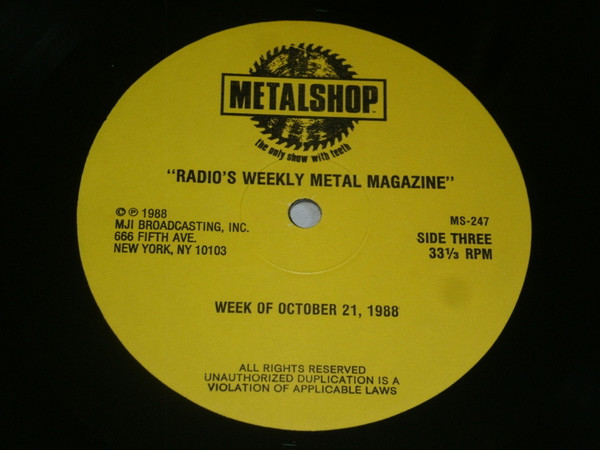 METALSHOP™
the only show with teeth
"RADIO'S WEEKLY METAL MAGAZINE"
© ℗ 1988
MJI BROADCASTING, INC.
666 FIFTH AVE.
NEW YORK, NY 10103
MS-247
SIDE THREE
33⅓ RPM
WEEK OF OCTOBER 21, 1988
ALL RIGHTS RESERVED
UNAUTHORIZED DUPLICATION IS A
VIOLATION OF APPLICABLE LAWS